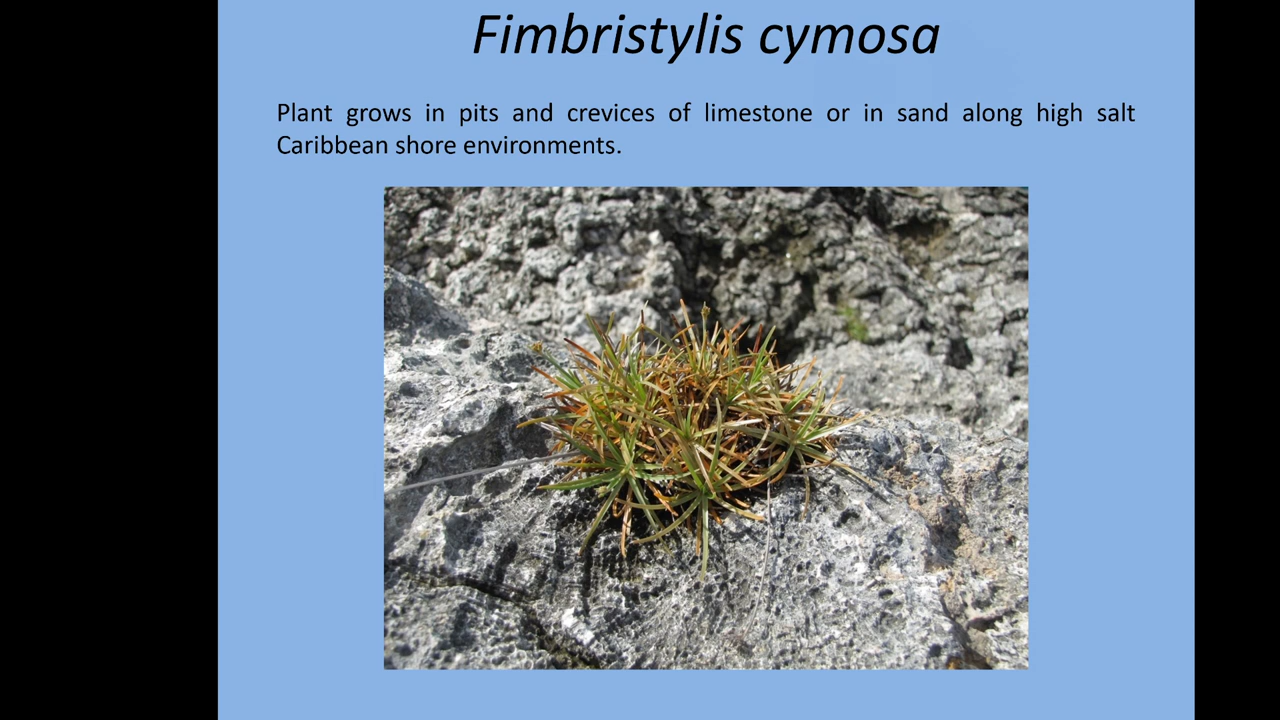 Fimbristylis cymosa
Plant grows in pits and crevices of limestone or in sand along high salt
Caribbean shore environments.